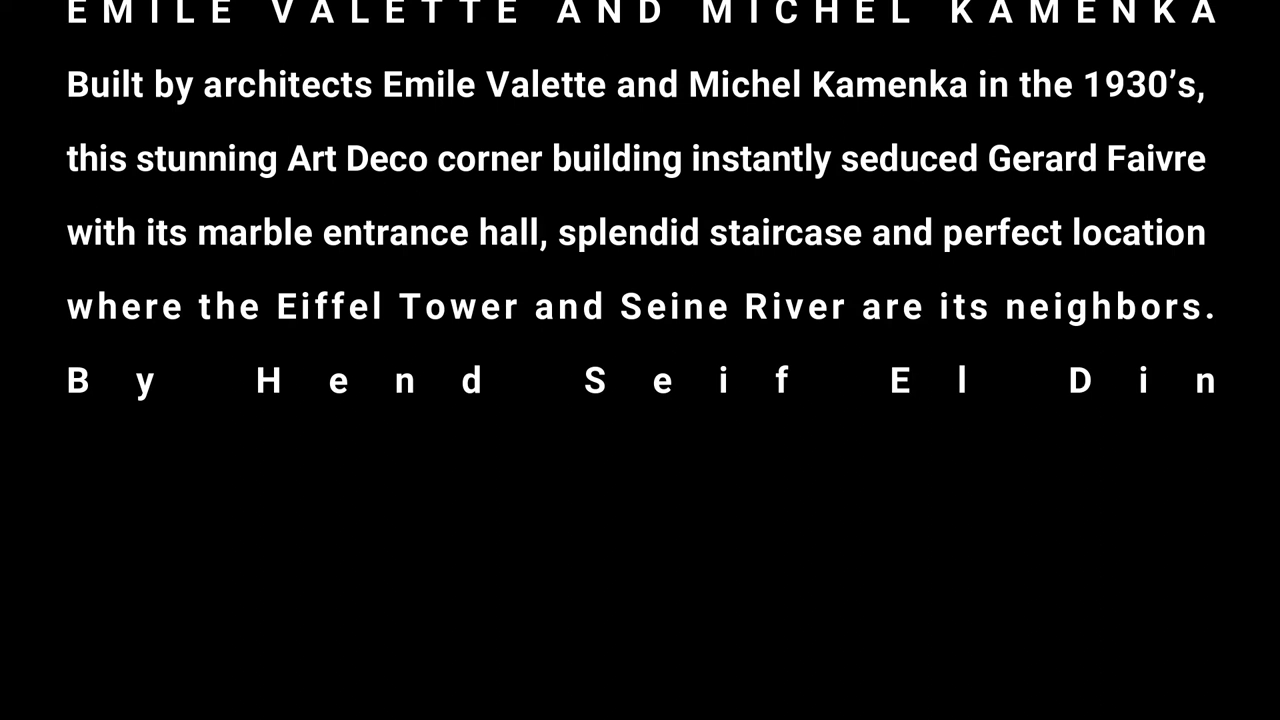 EMILE VALETTE AND MICHEL KAMENKA
Built by architects Emile Valette and Michel Kamenka in the 1930’s,
this stunning Art Deco corner building instantly seduced Gerard Faivre
with its marble entrance hall, splendid staircase and perfect location
where the Eiffel Tower and Seine River are its neighbors.
By Hend Seif El Din